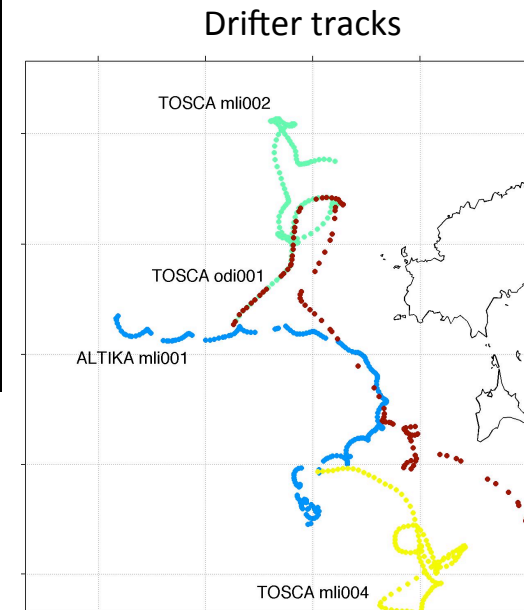 Drifter tracks
TOSCA mli002
TOSCA odi001
ALTIKA mli001
TOSCA mli004